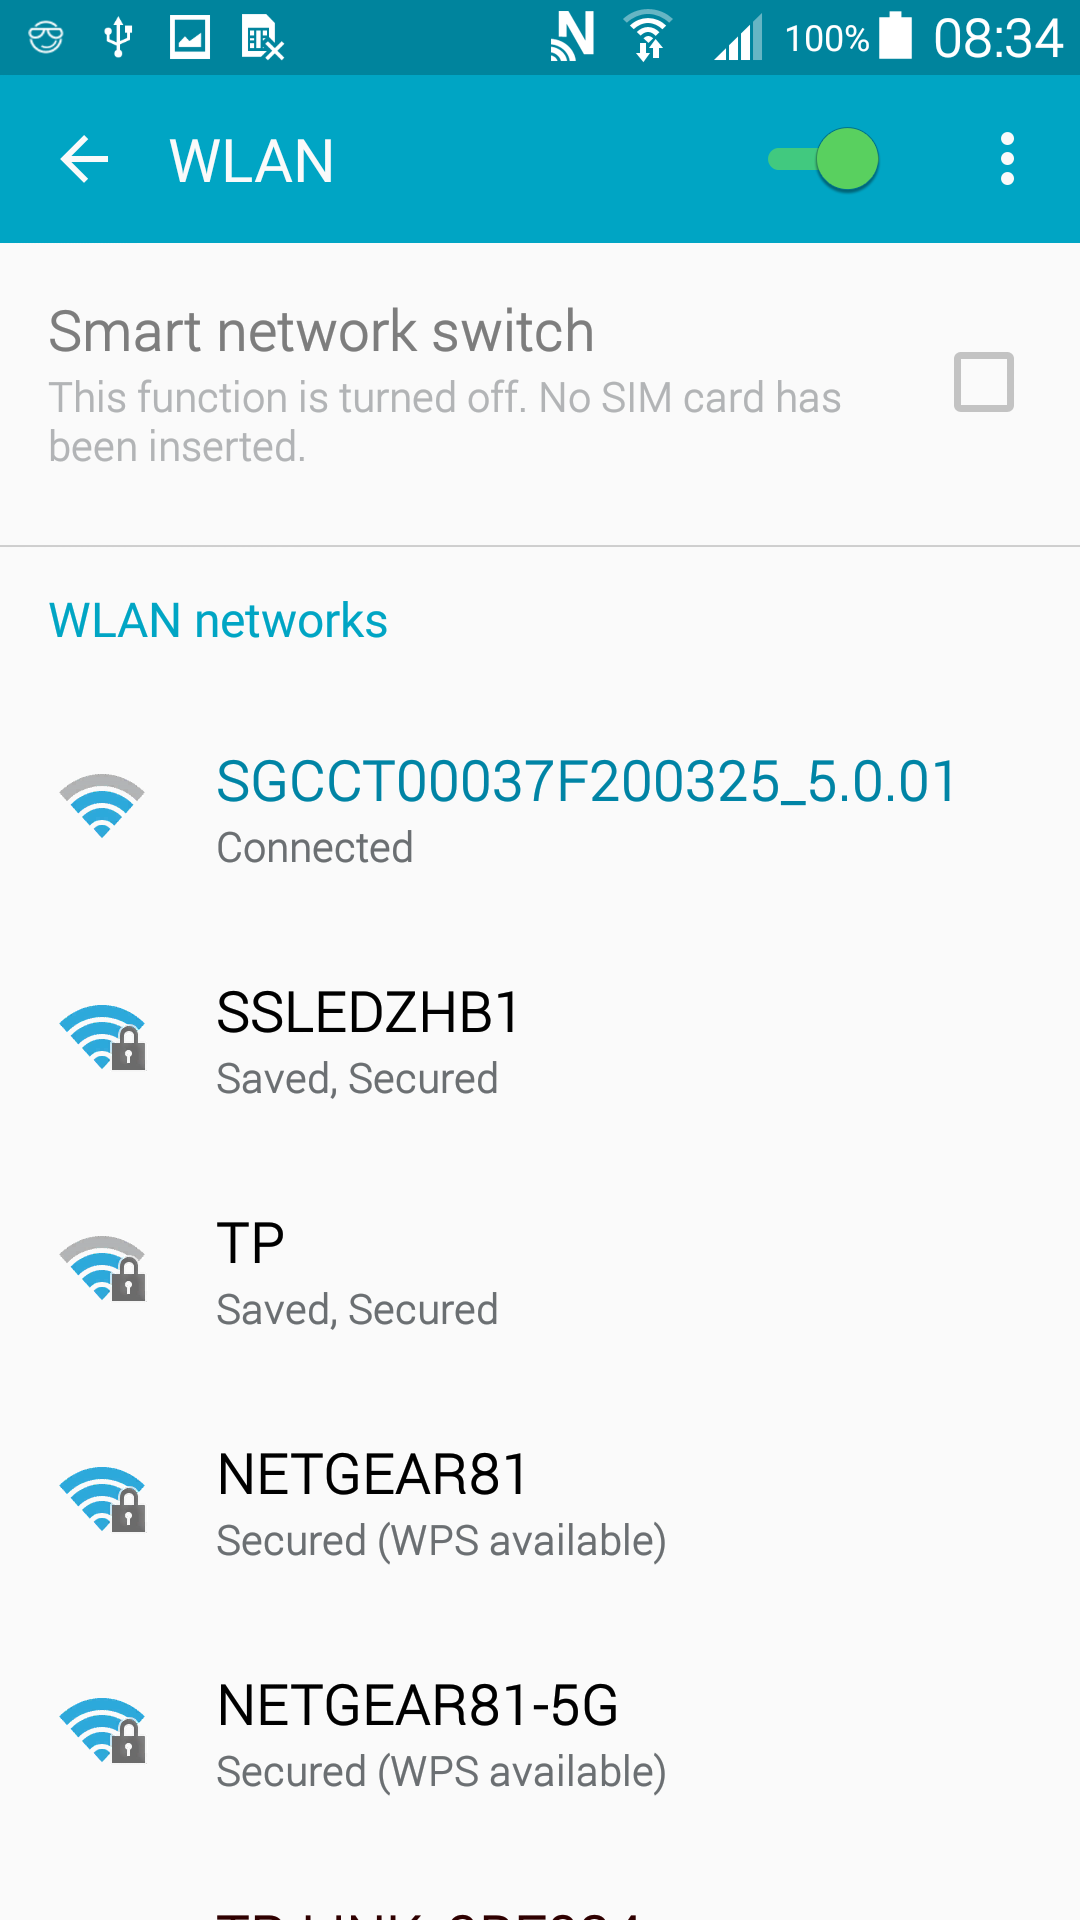 100% 08:34
WLAN
Smart network switch
This function is turned off. No SIM card has
been inserted.
WLAN networks
SGCCT00037F200325_5.0.01
Connected
SSLEDZHB1
Saved, Secured
TP
Saved, Secured
NETGEAR81
Secured (WPS available)
NETGEAR81-5G
Secured (WPS available)